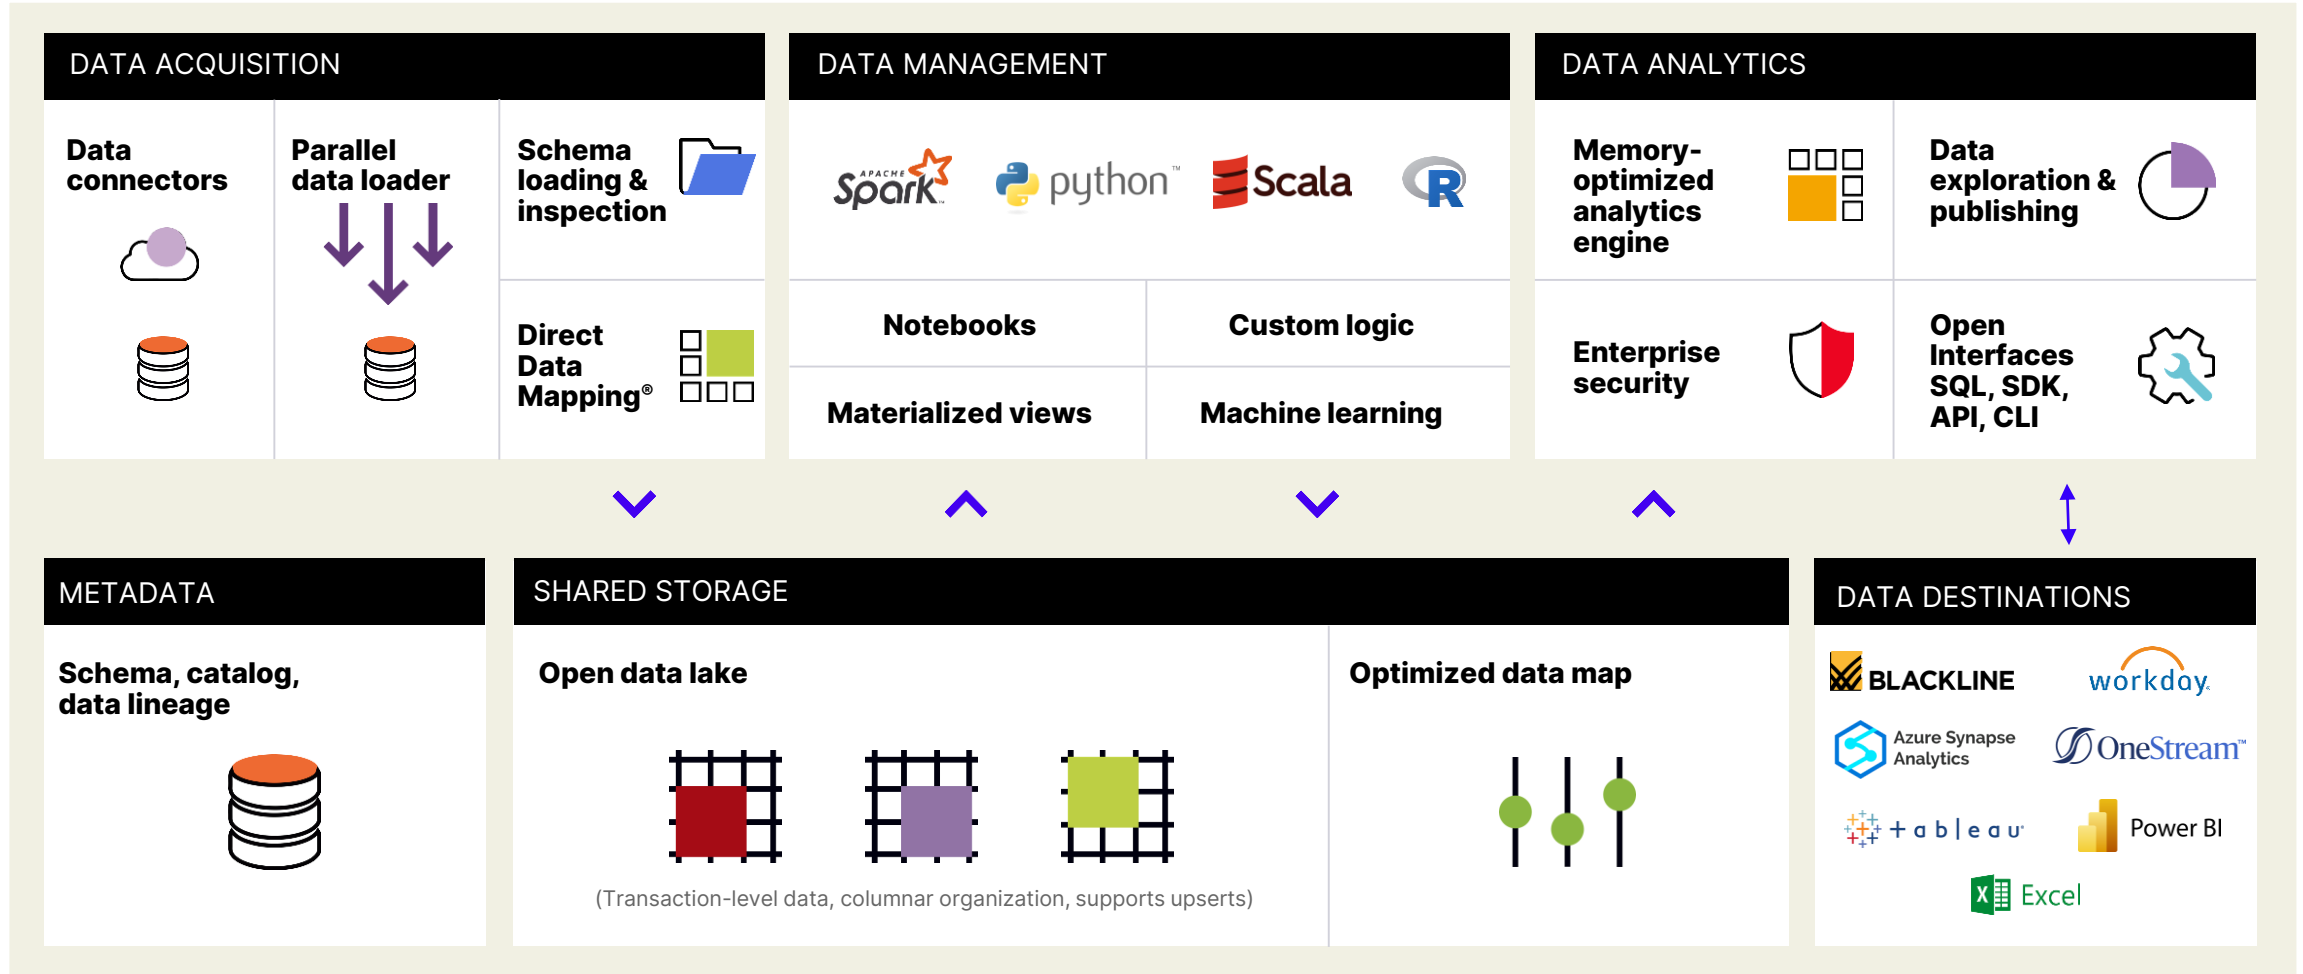 DATA ACQUISITION
Data
connectors
Parallel
data loader
Schema
loading &
inspection
Direct
Data
Mapping®
DATA MANAGEMENT
APACHE
Spark™
python™
Scala
R
Notebooks
Custom logic
Materialized views
Machine learning
DATA ANALYTICS
Memory-
optimized
analytics
engine
Data
exploration &
publishing
Enterprise
security
Open
Interfaces
SQL, SDK,
API, CLI
METADATA
Schema, catalog,
data lineage
SHARED STORAGE
Open data lake
(Transaction-level data, columnar organization, supports upserts)
Optimized data map
DATA DESTINATIONS
BLACKLINE
workday.
Azure Synapse
Analytics
OneStream™
+ableau
Power BI
X
Excel